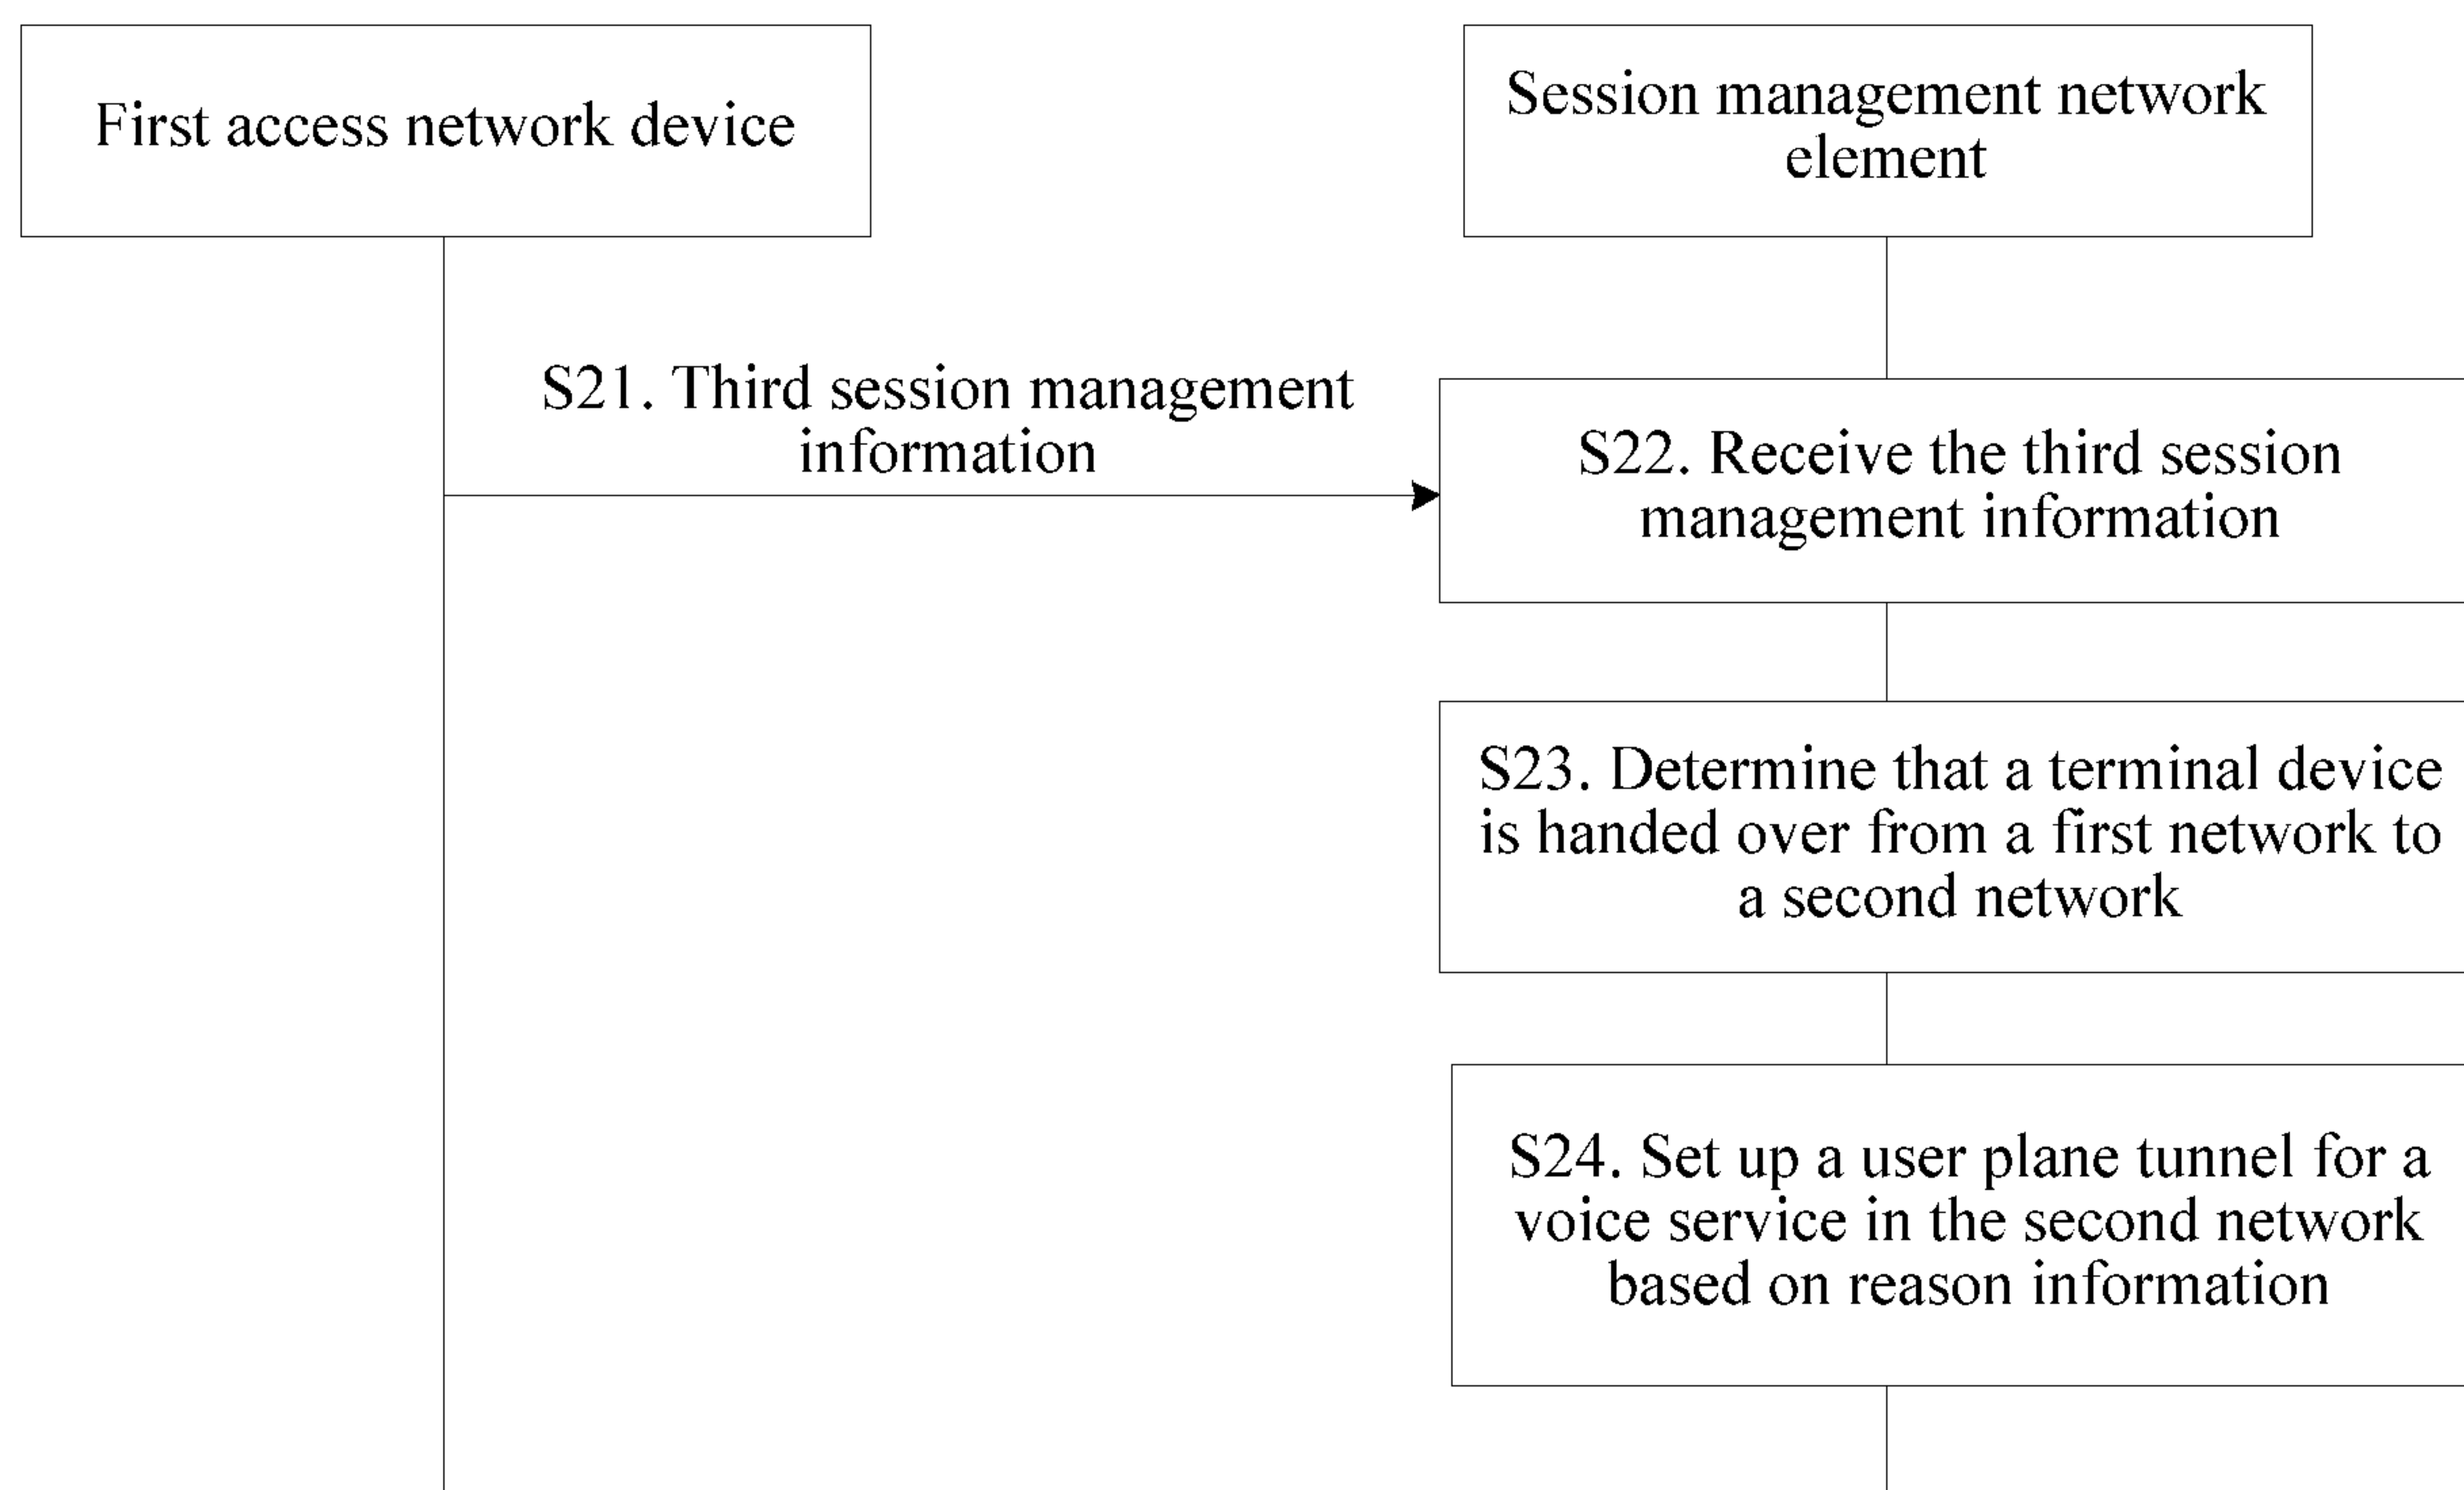 First access network device
Session management network
element
S21. Third session management
information
S22. Receive the third session
management information
S23. Determine that a terminal device
is handed over from a first network to
a second network
S24. Set up a user plane tunnel for a
voice service in the second network
based on reason information